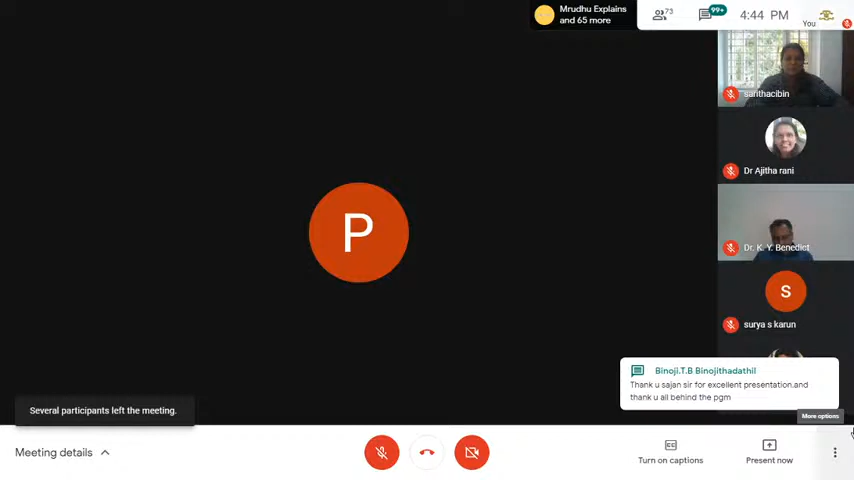 Mrudhu Explains
and 65 more
73
99+
4:44 PM
You
santhacibin
Dr Ajitha rani
Dr. K. Y. Benedict
S
surya s karun
P
Binoji.T.B Binojithadathil
Thank u sajan sir for excellent presentation.and
thank u all behind the pgm
Several participants left the meeting.
More options
Meeting details
CC
Turn on captions
Present now